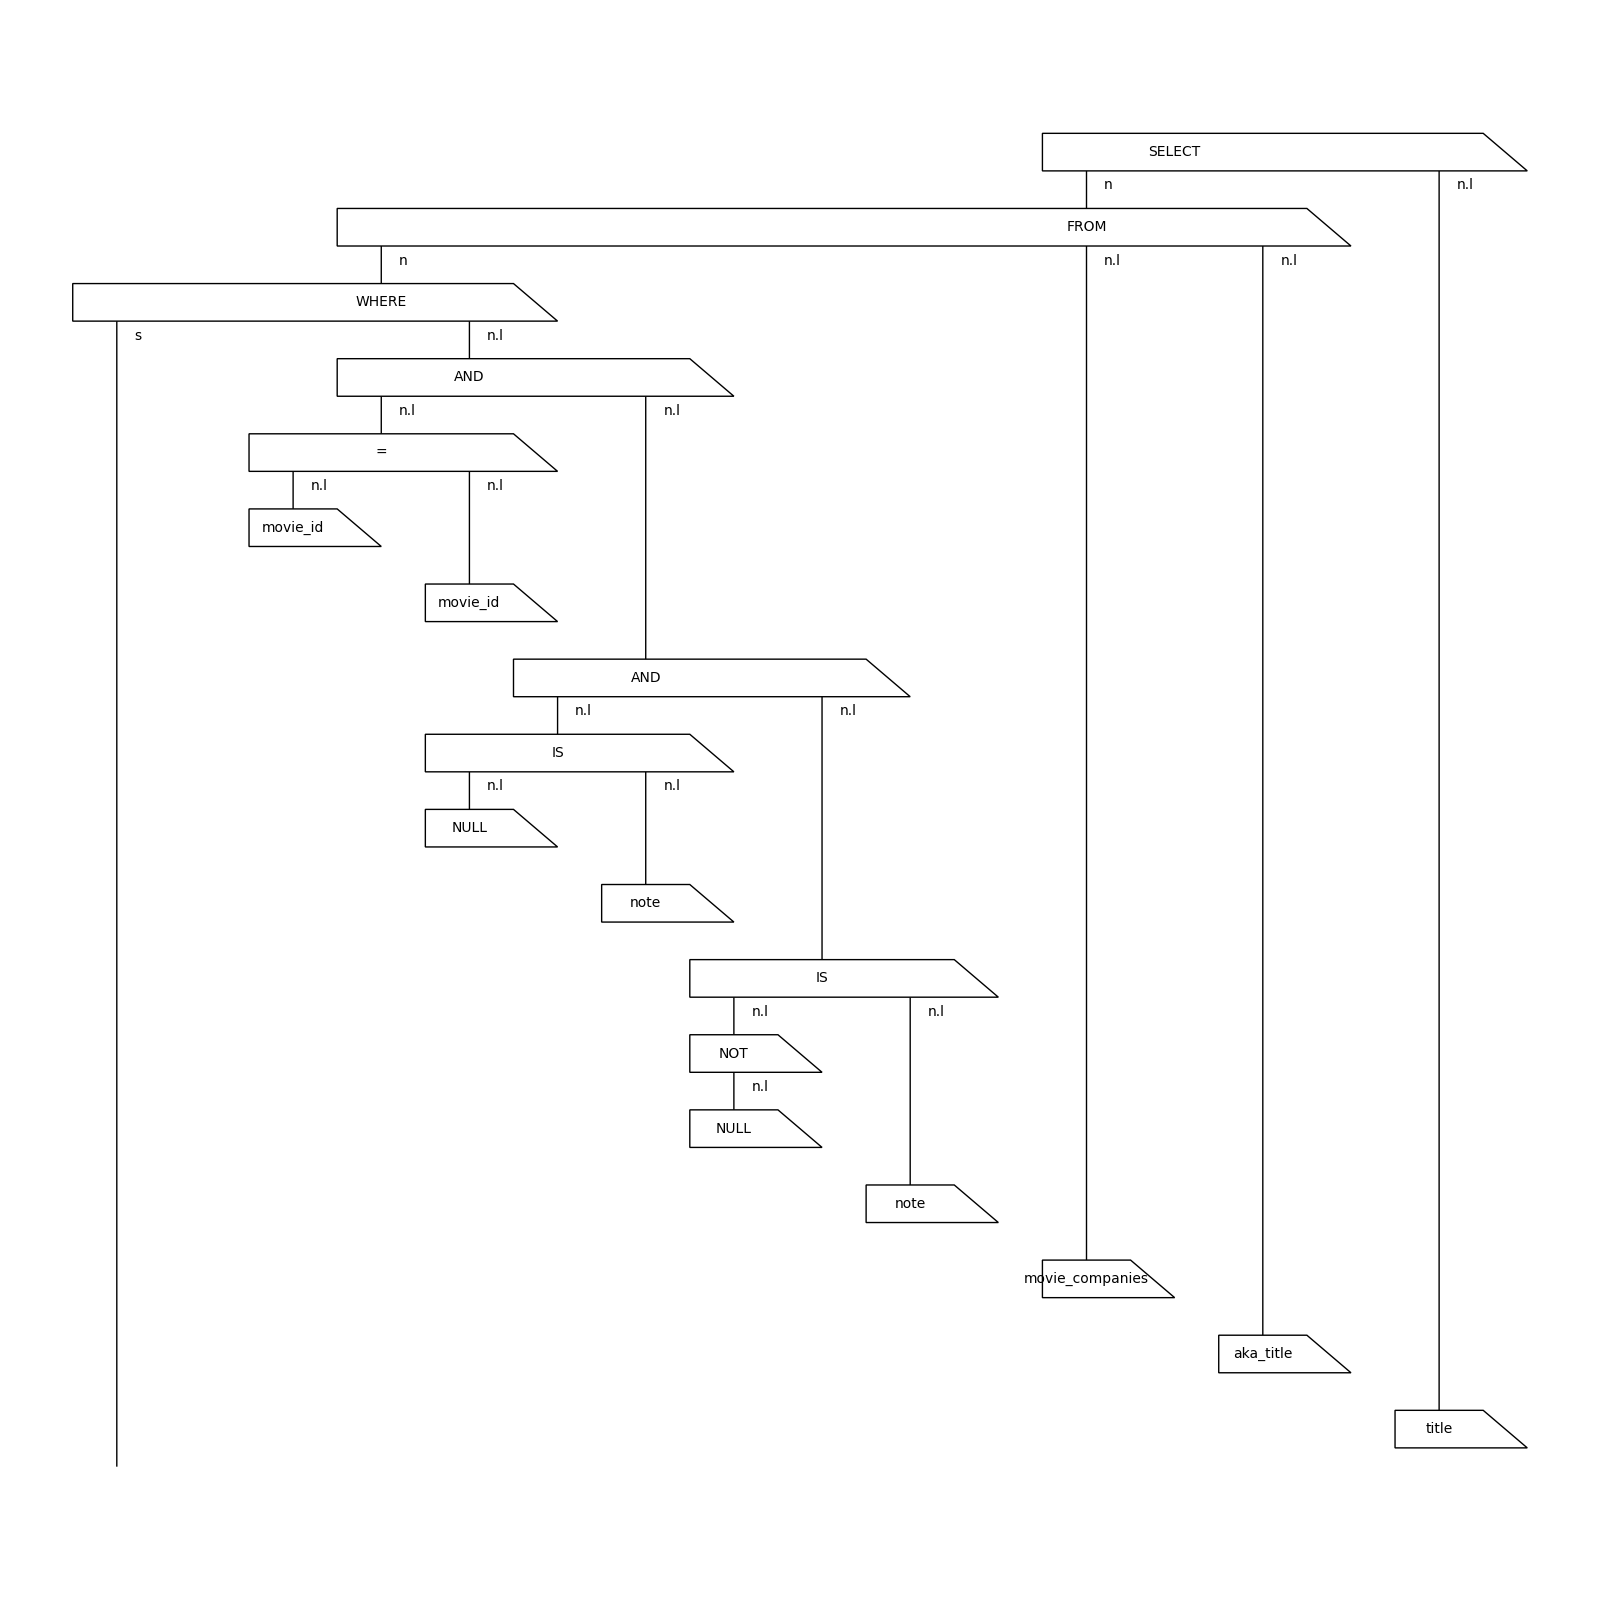 SELECT
n n.l
FROM
n n.l n.l
WHERE
s n.l
AND
n.l n.l
=
n.l n.l
movie_id
movie_id
AND
n.l n.l
IS
n.l n.l
NULL
note
IS
n.l n.l
NOT
n.l
NULL
note
movie_companies
aka_title
title